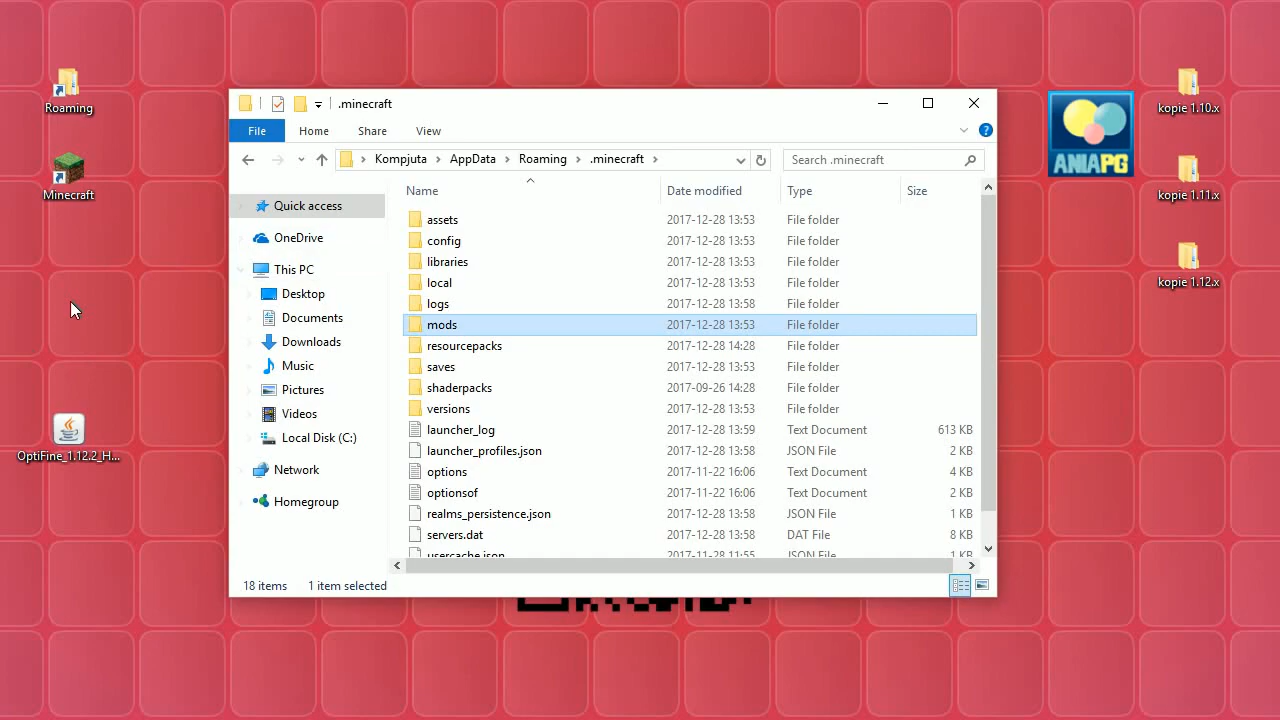 Roaming
Minecraft
OptiFine_1.12.2_H...
.minecraft
File Home Share View
Kompjuta AppData Roaming .minecraft
Search .minecraft
Quick access
OneDrive
This PC
Desktop
Documents
Downloads
Music
Pictures
Videos
Local Disk (C:)
Network
Homegroup
Name Date modified Type Size
assets 2017-12-28 13:53 File folder
config 2017-12-28 13:53 File folder
libraries 2017-12-28 13:53 File folder
local 2017-12-28 13:53 File folder
logs 2017-12-28 13:58 File folder
mods 2017-12-28 13:53 File folder
resourcepacks 2017-12-28 14:28 File folder
saves 2017-12-28 13:53 File folder
shaderpacks 2017-09-26 14:28 File folder
versions 2017-12-28 13:53 File folder
launcher_log 2017-12-28 13:59 Text Document 613 KB
launcher_profiles.json 2017-12-28 13:58 JSON File 2 KB
options 2017-11-22 16:06 Text Document 4 KB
optionsof 2017-11-22 16:06 Text Document 2 KB
realms_persistence.json 2017-12-28 13:58 JSON File 1 KB
servers.dat 2017-12-28 13:58 DAT File 8 KB
usercache.json 2017-11-28 11:55 JSON File 1 KB
18 items 1 item selected
ANIAPG
kopie 1.10.x
kopie 1.11.x
kopie 1.12.x